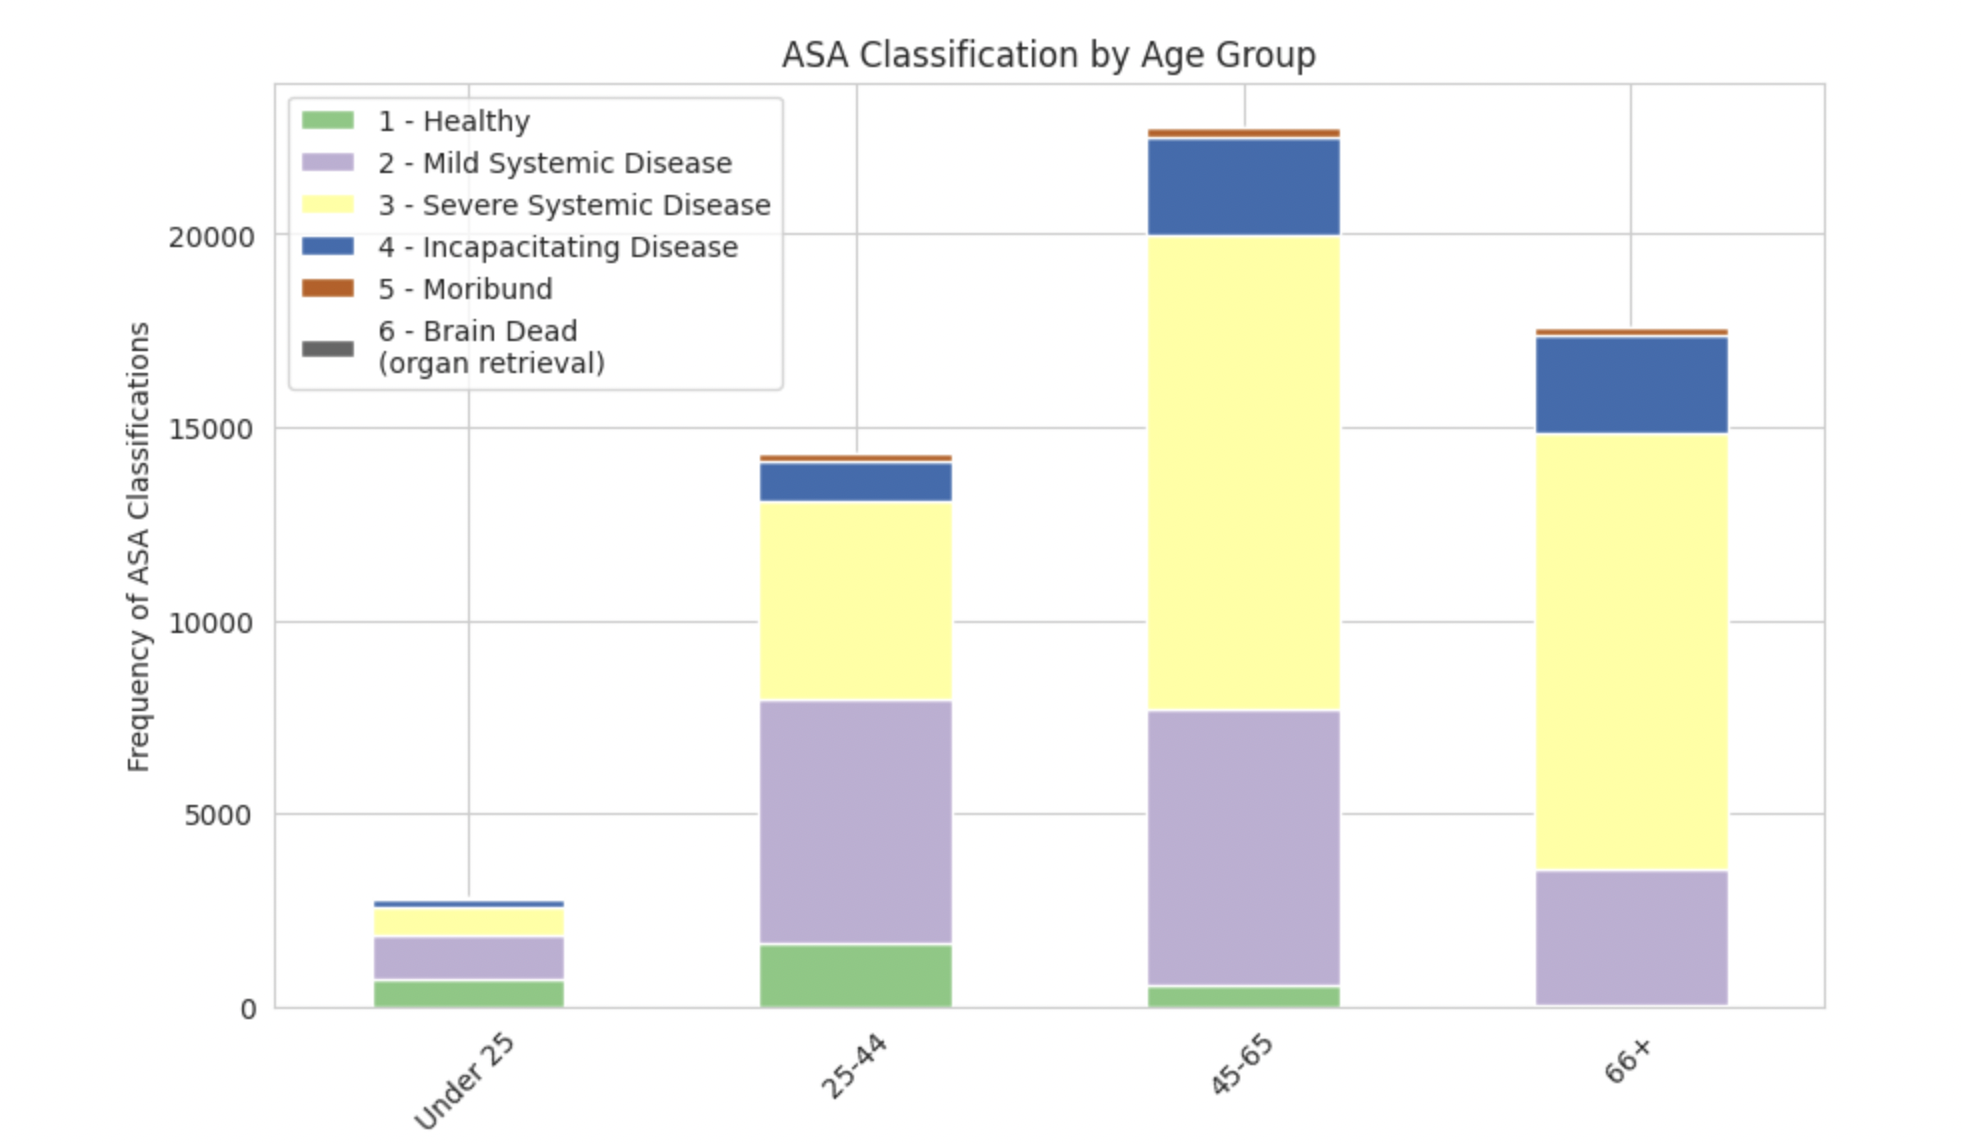 ASA Classification by Age Group
1 - Healthy
2 - Mild Systemic Disease
3 - Severe Systemic Disease
4 - Incapacitating Disease
5 - Moribund
6 - Brain Dead
(organ retrieval)
Frequency of ASA Classifications
20000
15000
10000
5000
0
Under 25
25-44
45-65
66+